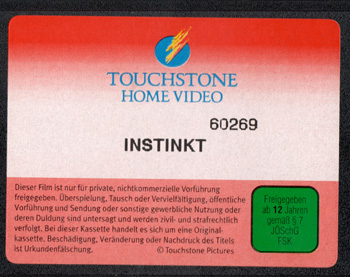 TOUCHSTONE
HOME VIDEO
60269
INSTINKT
Dieser Film ist nur für private, nichtkommerzielle Vorführung
freigegeben. Überspielung, Tausch oder Vervielfältigung, öffentliche
Vorführung und Sendung oder sonstige gewerbliche Nutzung oder
deren Duldung sind untersagt und werden zivil- und strafrechtlich
verfolgt. Bei dieser Kassette handelt es sich um eine Original-
kassette. Beschädigung, Veränderung oder Nachdruck des Titels
ist Urkundenfälschung.
© Touchstone Pictures
Freigegeben
ab 12 Jahren
gemäß § 7
JÖSchG
FSK